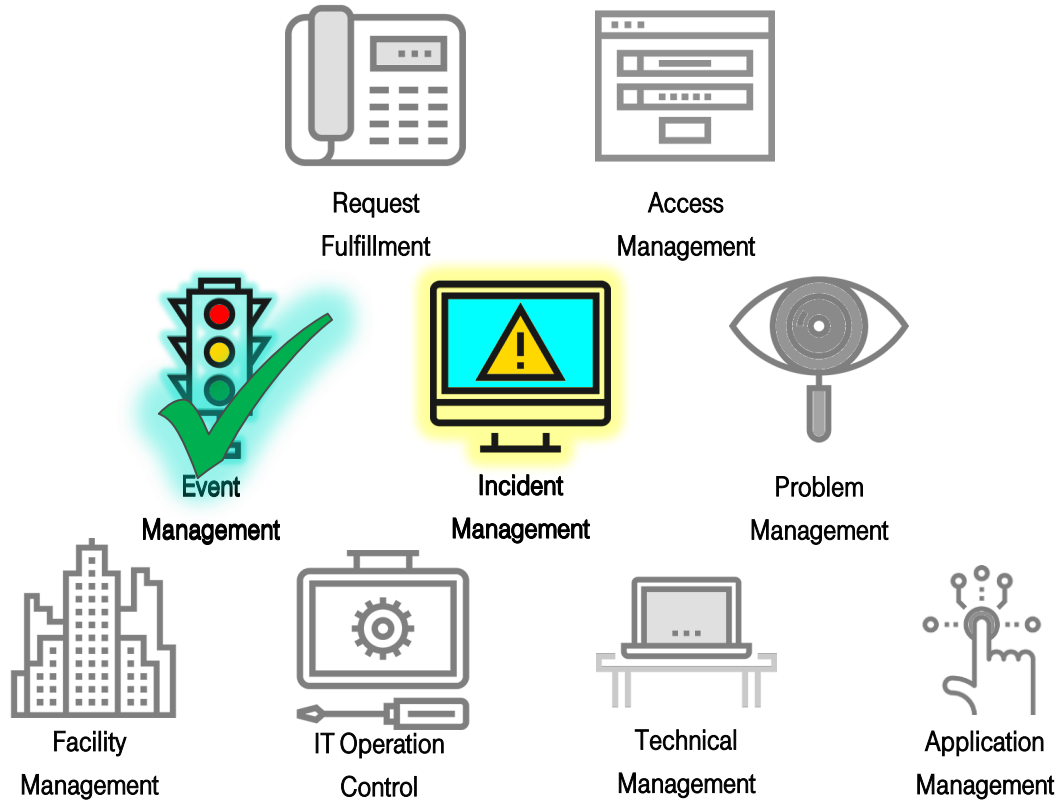 Request
Fulfillment
Access
Management
Event
Management
Incident
Management
Problem
Management
Facility
Management
IT Operation
Control
Technical
Management
Application
Management